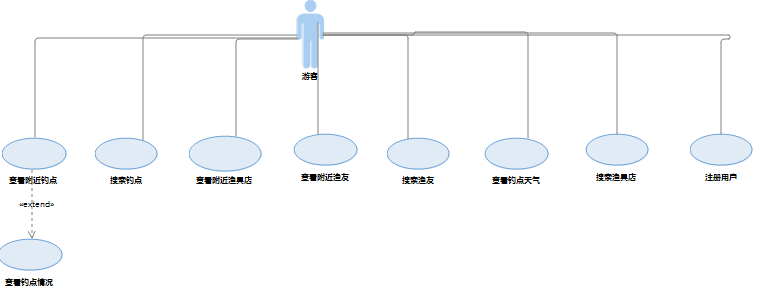 游客
查看附近钓点
搜索钓点
查看附近渔具店
查看附近渔友
搜索渔友
查看钓点天气
搜索渔具店
注册用户
«extend»
查看钓点情况